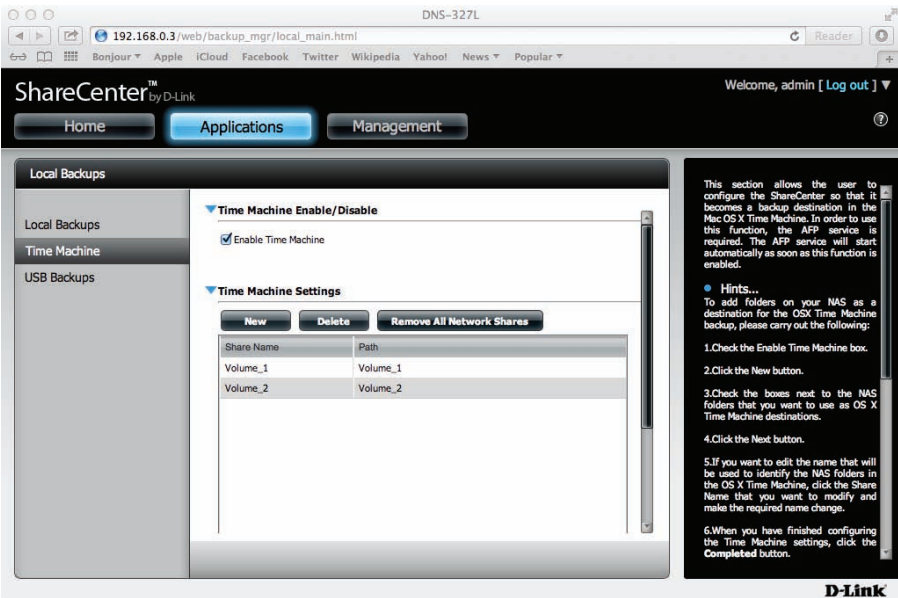 DNS-327L
192.168.0.3/web/backup_mgr/local_main.html
Reader
Bonjour Apple iCloud Facebook Twitter Wikipedia Yahoo! News Popular
ShareCenter™ by D-Link
Welcome, admin [ Log out ]
Home
Applications
Management
?
Local Backups
Local Backups
Time Machine
USB Backups
Time Machine Enable/Disable
Enable Time Machine
Time Machine Settings
New
Delete
Remove All Network Shares
Share Name Path
Volume_1 Volume_1
Volume_2 Volume_2
This section allows the user to
configure the ShareCenter so that it
becomes a backup destination in the
Mac OS X Time Machine. In order to use
this function, the AFP service is
required. The AFP service will start
automatically as soon as this function is
enabled.
Hints...
To add folders on your NAS as a
destination for the OSX Time Machine
backup, please carry out the following:
1.Check the Enable Time Machine box.
2.Click the New button.
3.Check the boxes next to the NAS
folders that you want to use as OS X
Time Machine destinations.
4.Click the Next button.
5.If you want to edit the name that will
be used to identify the NAS folders in
the OS X Time Machine, click the Share
Name that you want to modify and
make the required name change.
6.When you have finished configuring
the Time Machine settings, click the
Completed button.
D-Link